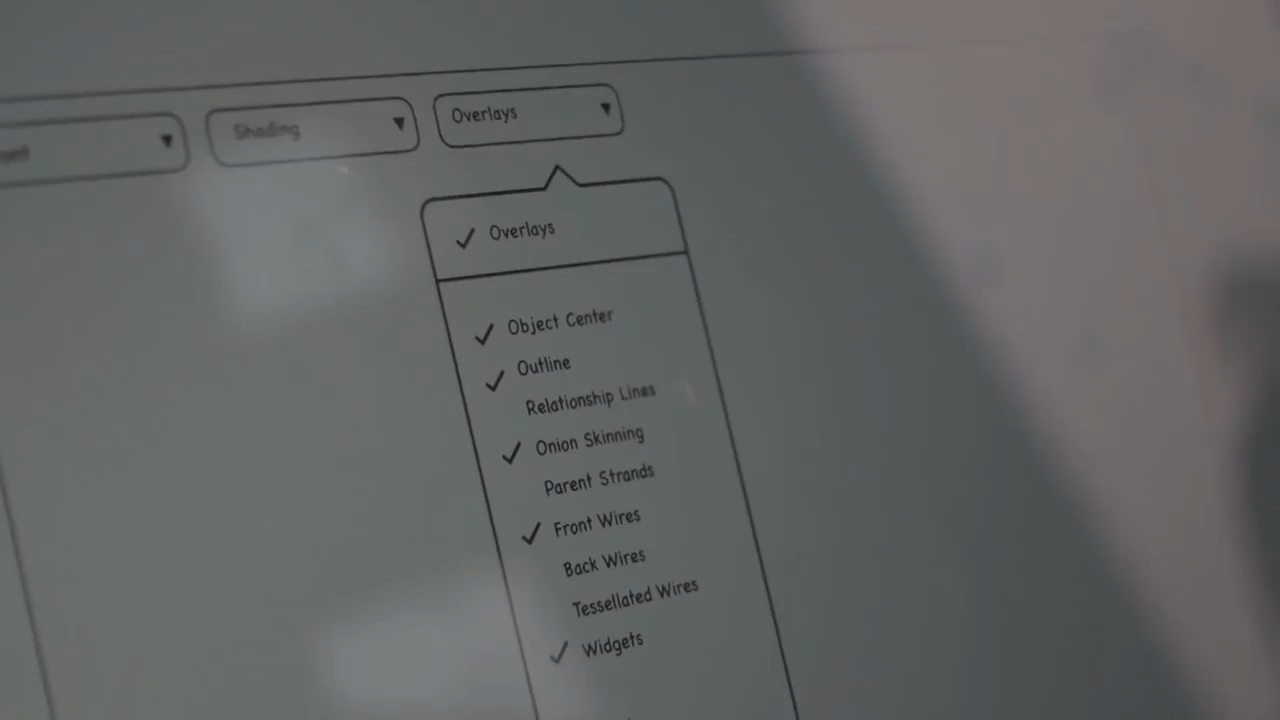 Shading
Overlays
Overlays
Object Center
Outline
Relationship Lines
Onion Skinning
Parent Strands
Front Wires
Back Wires
Tessellated Wires
Widgets